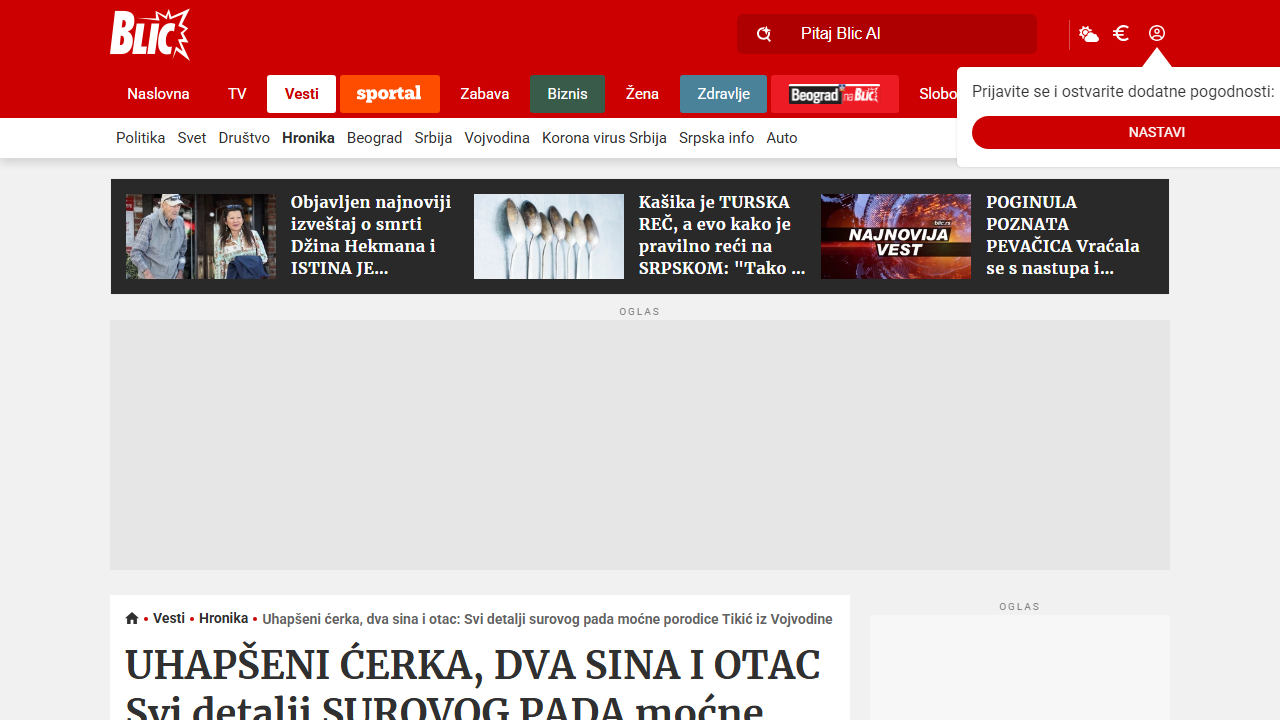 BLIC
Pitaj Blic AI
Prijavite se i ostvarite dodatne pogodnosti:
NASTAVI
Naslovna TV Vesti sportal Zabava Biznis Žena Zdravlje Beograd na Blic Slobo
Politika Svet Društvo Hronika Beograd Srbija Vojvodina Korona virus Srbija Srpska info Auto
Objavljen najnoviji
izveštaj o smrti
Džina Hekmana i
ISTINA JE...
Kašika je TURSKA
REČ, a evo kako je
pravilno reći na
SRPSKOM: "Tako ...
blic.rs
NAJNOVIJA
VEST
POGINULA
POZNATA
PEVAČICA Vraćala
se s nastupa i...
OGLAS
Vesti • Hronika • Uhapšeni ćerka, dva sina i otac: Svi detalji surovog pada moćne porodice Tikić iz Vojvodine
UHAPŠENI ĆERKA, DVA SINA I OTAC
Svi detalji SUROVOG PADA moćne
OGLAS